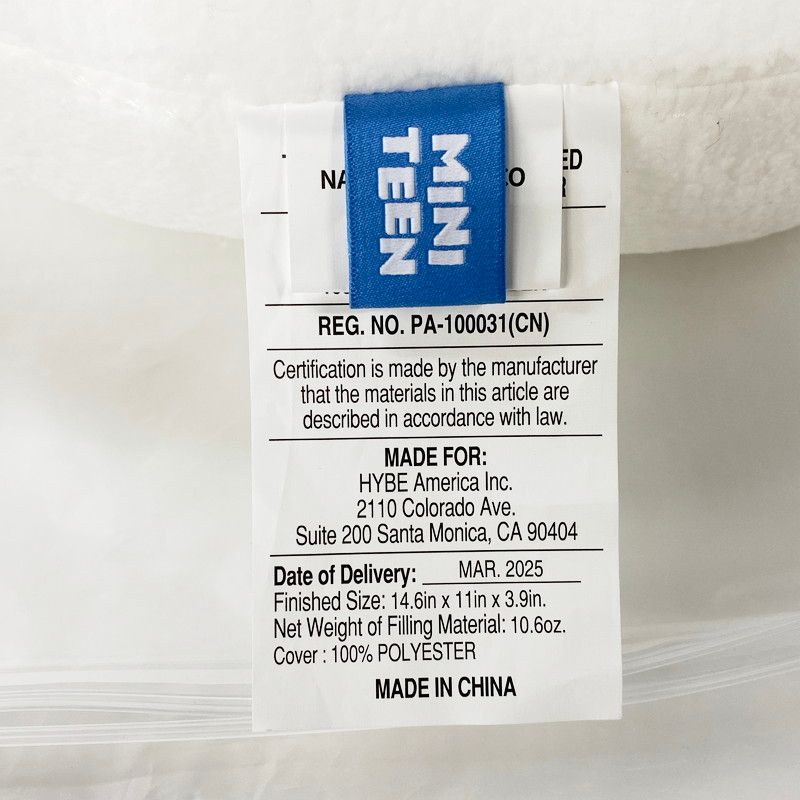 MINI
TEEN
REG. NO. PA-100031(CN)
Certification is made by the manufacturer
that the materials in this article are
described in accordance with law.
MADE FOR:
HYBE America Inc.
2110 Colorado Ave.
Suite 200 Santa Monica, CA 90404
Date of Delivery: MAR. 2025
Finished Size: 14.6in x 11in x 3.9in.
Net Weight of Filling Material: 10.6oz.
Cover : 100% POLYESTER
MADE IN CHINA